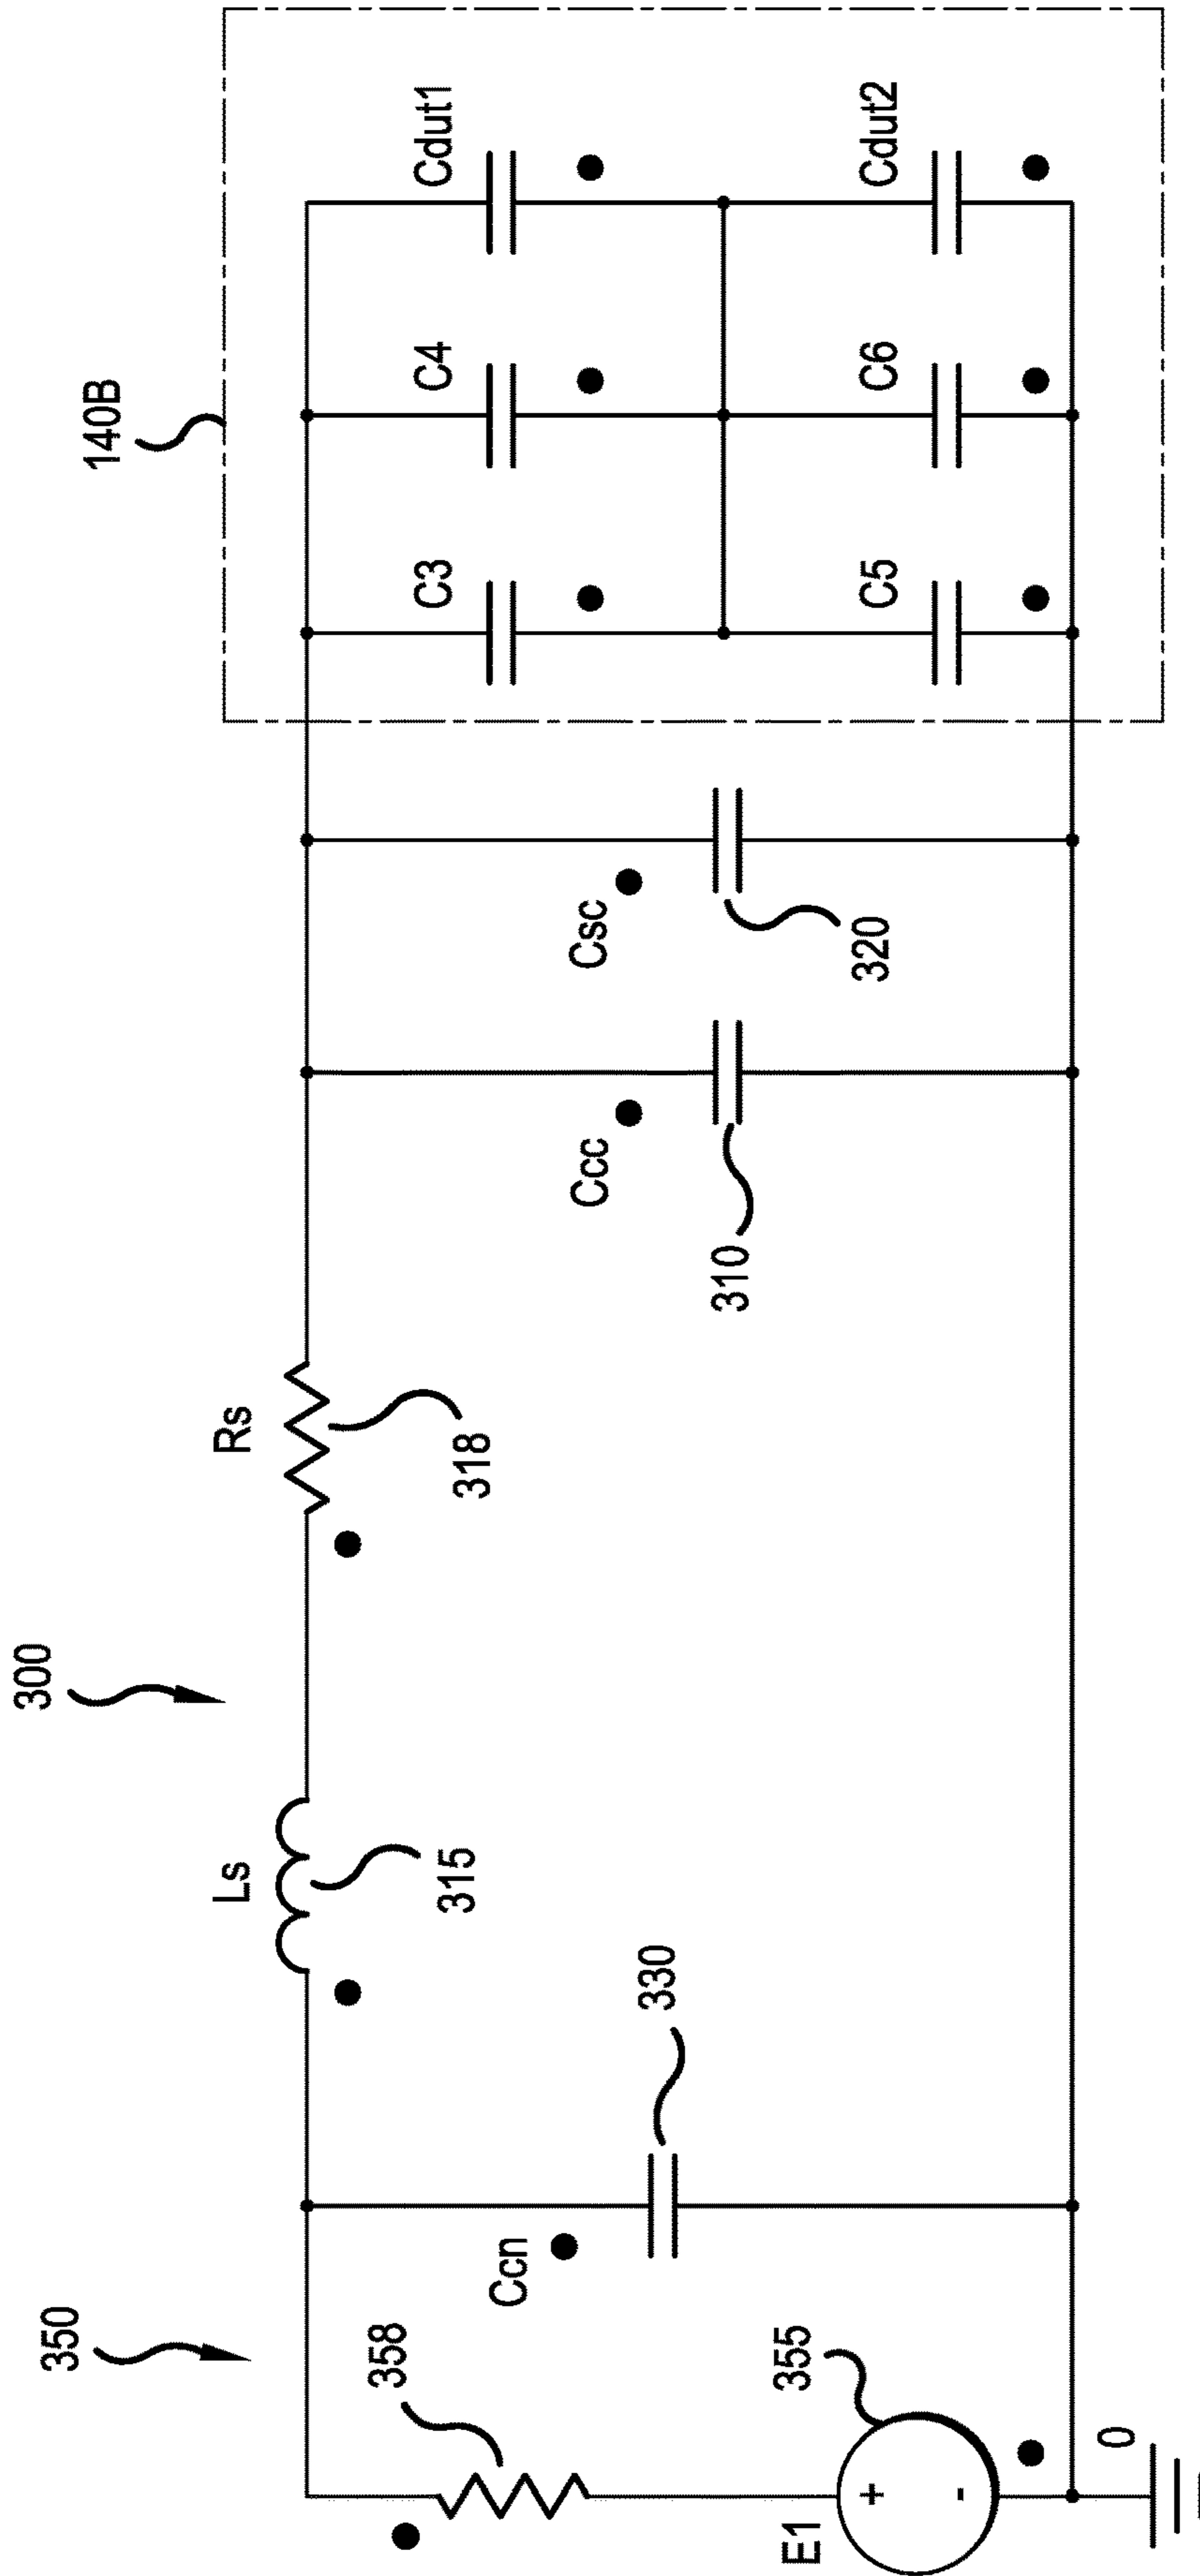 140B
Cdut1
C4
C3
Cdut2
C6
C5
Csc
320
Ccc
310
Rs
318
300
Ls
315
330
Ccn
350
358
355
E1
+
-
0